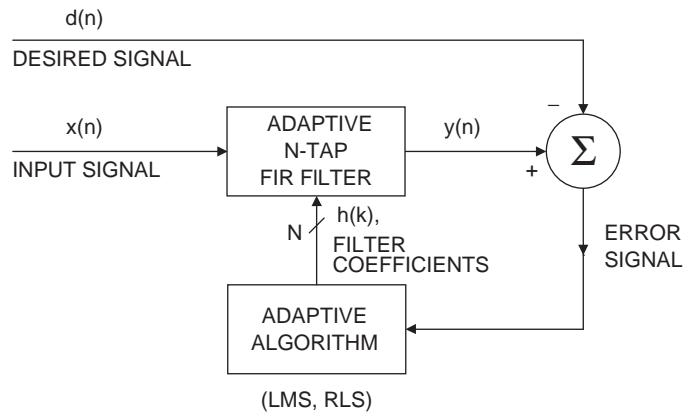 d(n)
DESIRED SIGNAL
x(n)
INPUT SIGNAL
ADAPTIVE
N-TAP
FIR FILTER
y(n)
–
+
Σ
N
h(k),
FILTER
COEFFICIENTS
ERROR
SIGNAL
ADAPTIVE
ALGORITHM
(LMS, RLS)